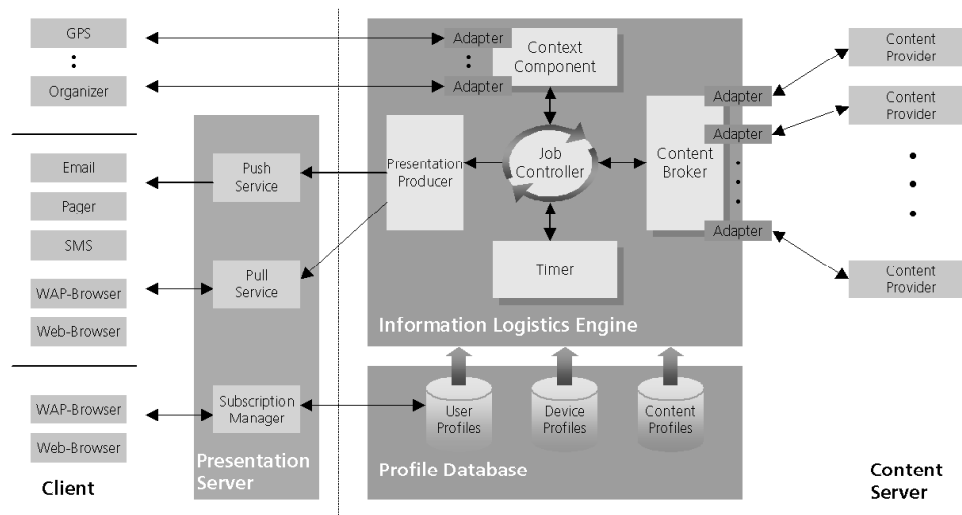 GPS
Organizer
Email
Pager
SMS
WAP-Browser
Web-Browser
WAP-Browser
Web-Browser
Client
Push
Service
Pull
Service
Subscription
Manager
Presentation
Server
Adapter
Adapter
Context
Component
Presentation
Producer
Job
Controller
Timer
Content
Broker
Adapter
Adapter
Adapter
Information Logistics Engine
User
Profiles
Device
Profiles
Content
Profiles
Profile Database
Content
Provider
Content
Provider
Content
Provider
Content
Server